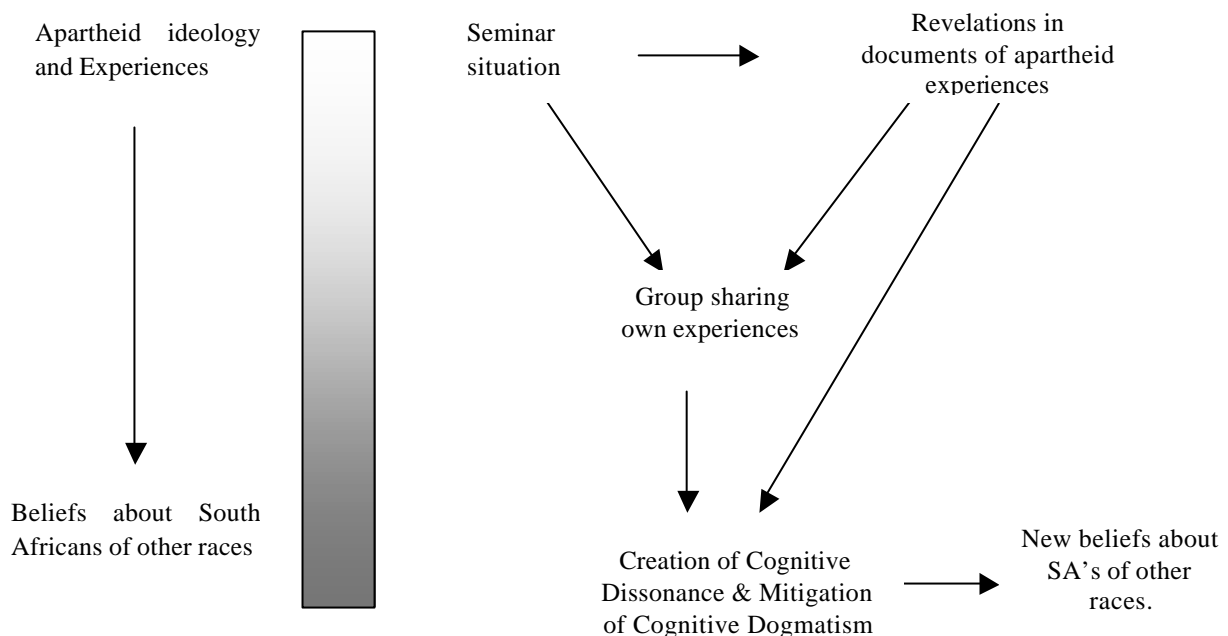 Apartheid ideology
and Experiences
Seminar
situation
Revelations in
documents of apartheid
experiences
Group sharing
own experiences
Beliefs about South
Africans of other races
Creation of Cognitive
Dissonance & Mitigation
of Cognitive Dogmatism
New beliefs about
SA's of other
races.